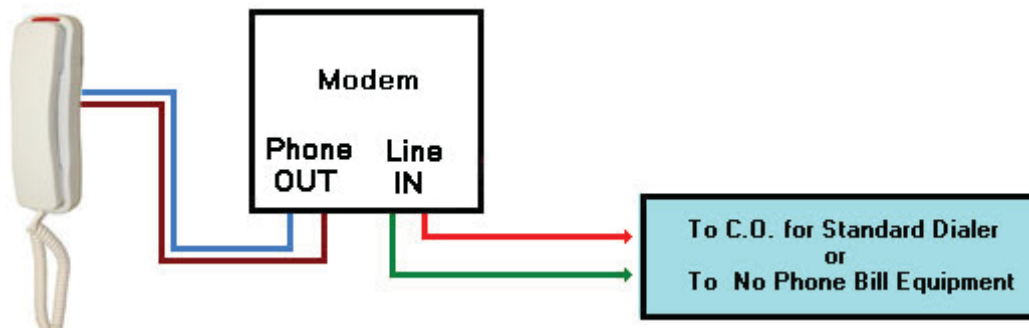 Modem
Phone Line
OUT IN
To C.O. for Standard Dialer
or
To No Phone Bill Equipment